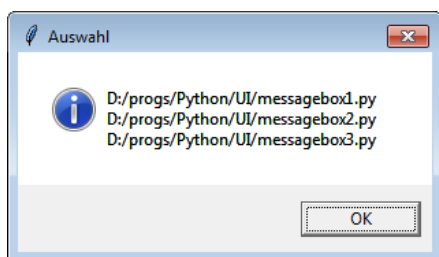 Auswahl
D:/progs/Python/UI/messagebox1.py
D:/progs/Python/UI/messagebox2.py
D:/progs/Python/UI/messagebox3.py
OK